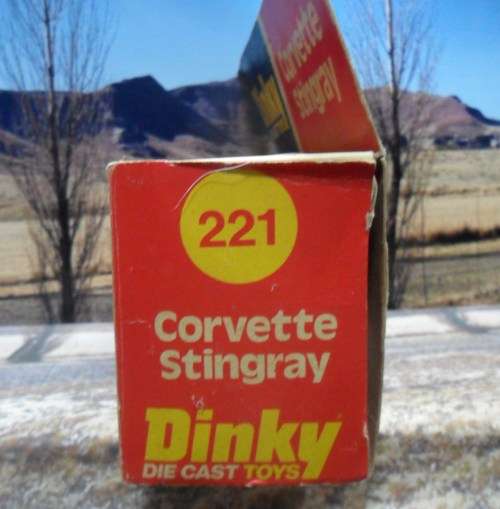 Corvette
Stingray
Dinky
221
Corvette
Stingray
Dinky
DIE CAST TOYS